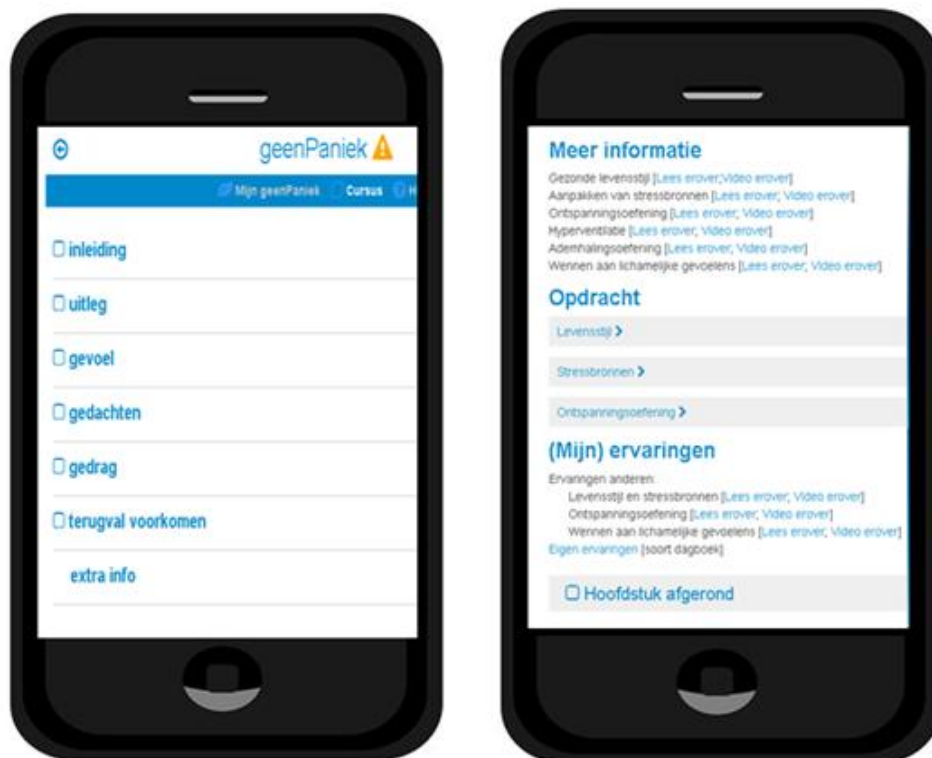 geenPaniek
Mijn geenPaniek Cursus H
inleiding
uitleg
gevoel
gedachten
gedrag
terugval voorkomen
extra info
Meer informatie
Gezonde levensstijl [Lees erover;Video erover]
Aanpakken van stressbronnen [Lees erover; Video erover]
Ontspanningsoefening [Lees erover; Video erover]
Hyperventilatie [Lees erover; Video erover]
Ademhalingsoefening [Lees erover; Video erover]
Wennen aan lichamelijke gevoelens [Lees erover; Video erover]
Opdracht
Levensstijl
Stressbronnen
Ontspanningsoefening
(Mijn) ervaringen
Ervaringen anderen:
Levensstijl en stressbronnen [Lees erover; Video erover]
Ontspanningsoefening [Lees erover; Video erover]
Wennen aan lichamelijke gevoelens [Lees erover; Video erover]
Eigen ervaringen [soort dagboek]
Hoofdstuk afgerond